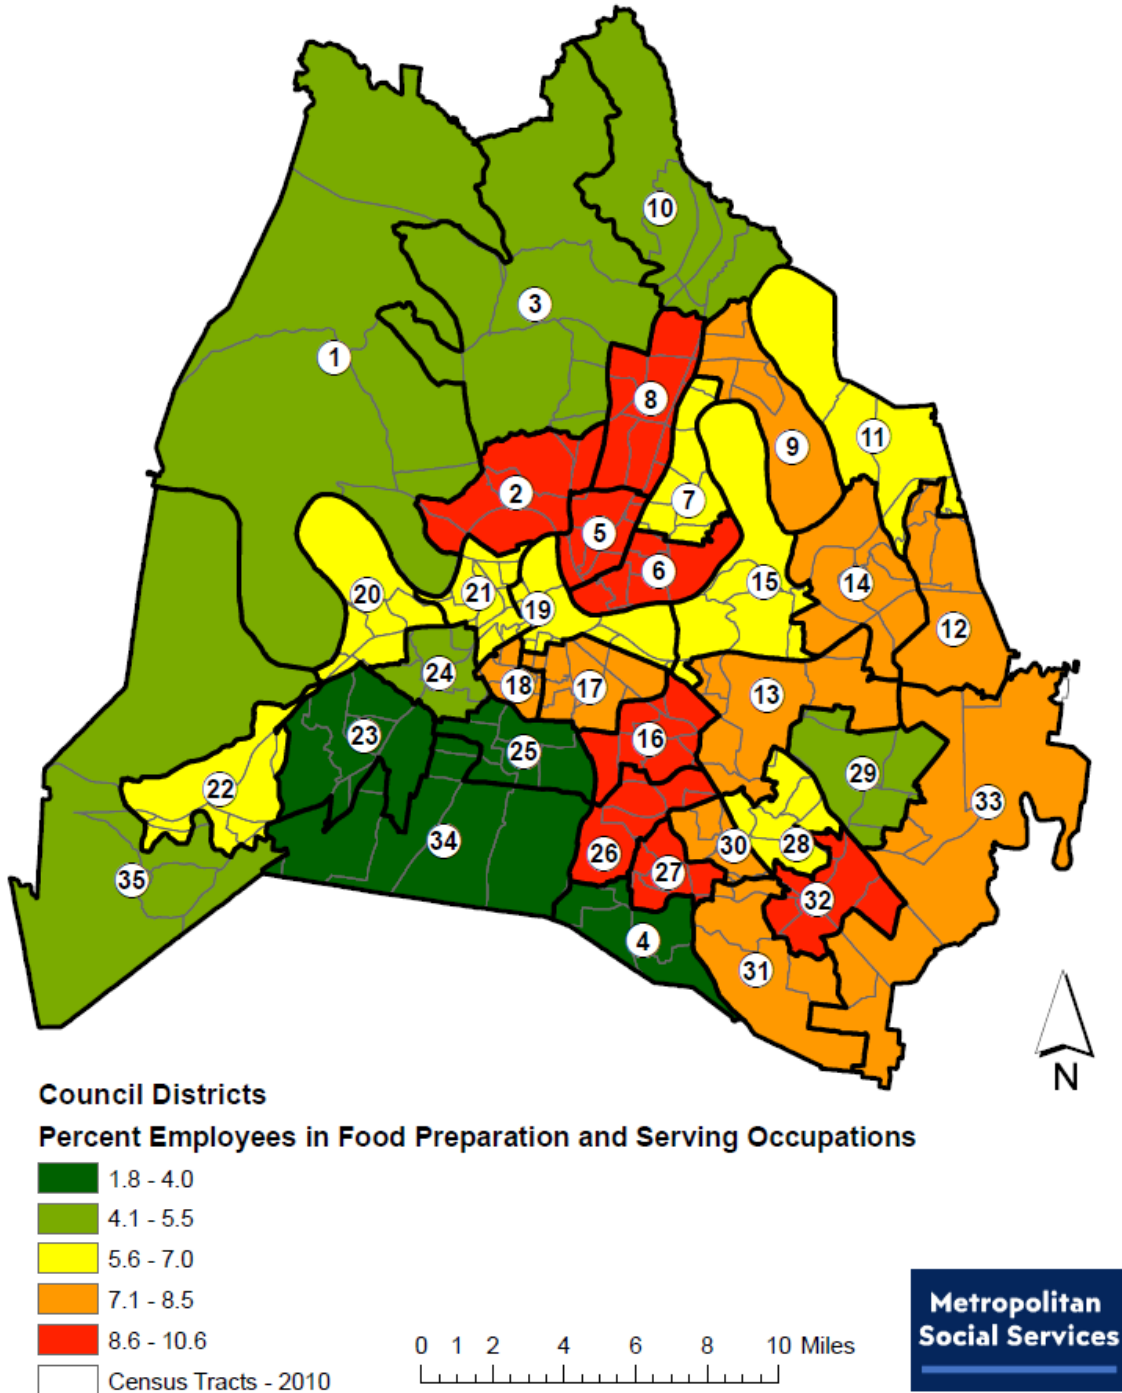 10
3
1
8
11
9
2
7
5
6
15
14
20
21
19
12
24
18
17
13
23
16
25
29
22
33
34
30
28
26
27
35
32
4
31
N
Council Districts
Percent Employees in Food Preparation and Serving Occupations
1.8 - 4.0
4.1 - 5.5
5.6 - 7.0
7.1 - 8.5
8.6 - 10.6
Census Tracts - 2010
0 1 2 4 6 8 10 Miles
Metropolitan
Social Services